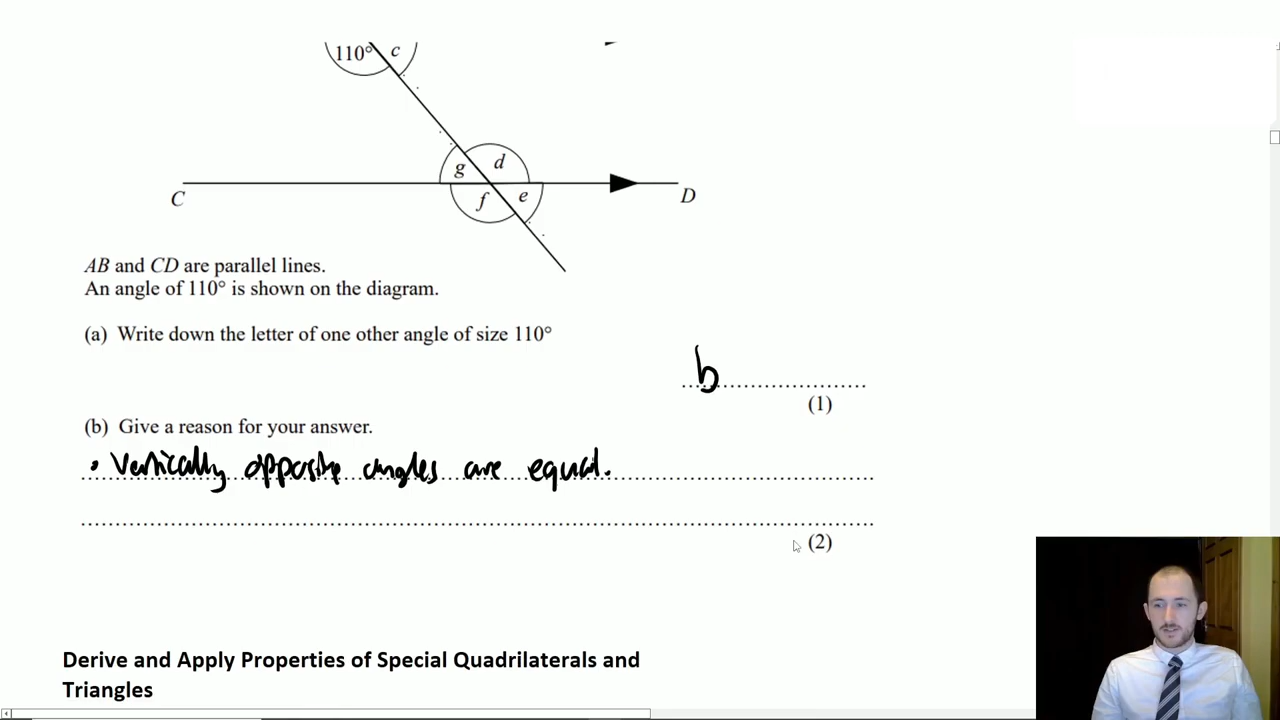 110° c
g d
C f e D
AB and CD are parallel lines.
An angle of 110° is shown on the diagram.
(a) Write down the letter of one other angle of size 110°
b
(1)
(b) Give a reason for your answer.
• Vertically opposite angles are equal.
(2)
Derive and Apply Properties of Special Quadrilaterals and
Triangles